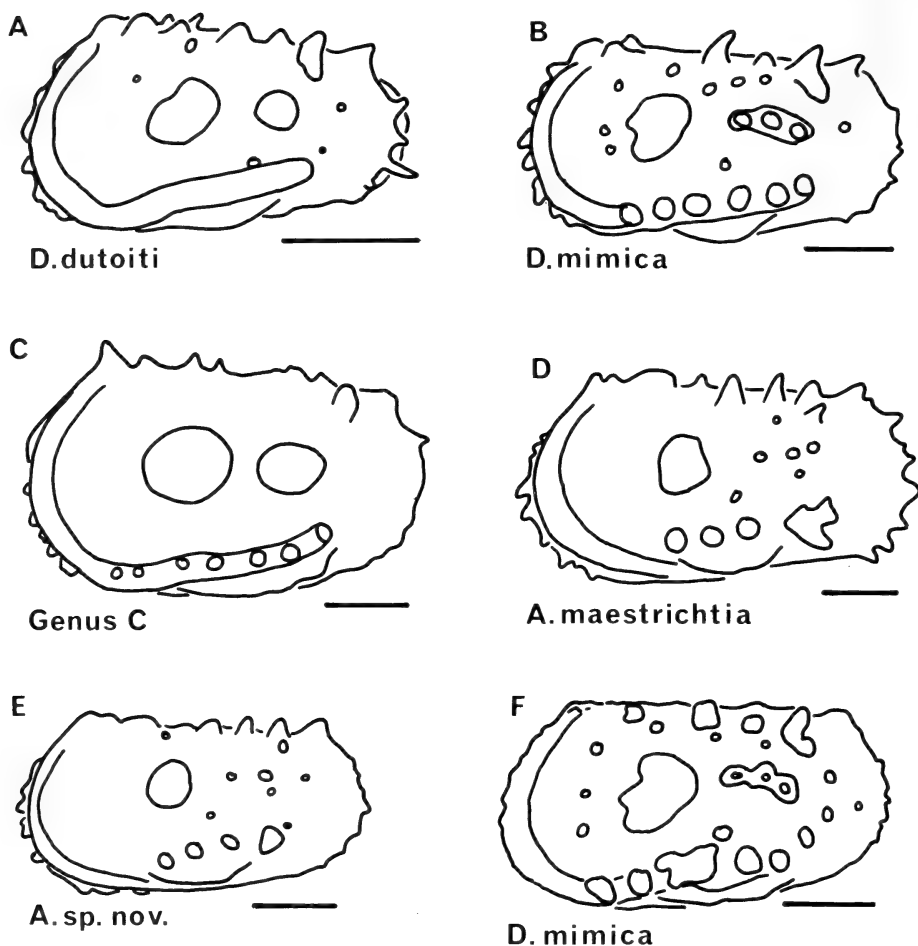 A
D.dutoiti
B
D.mimica
C
Genus C
D
A.maestrichtia
E
A.sp. nov.
F
D.mimica